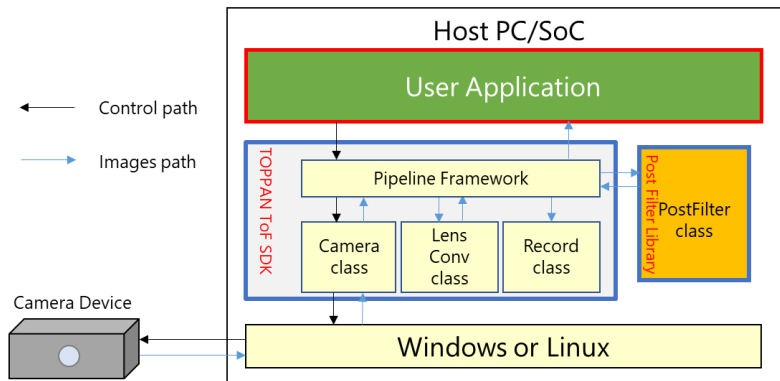 Host PC/SoC
User Application
Control path
Images path
TOPPAN ToF SDK
Pipeline Framework
Post Filter Library
PostFilter
class
Camera
class
Lens
Conv
class
Record
class
Camera Device
Windows or Linux